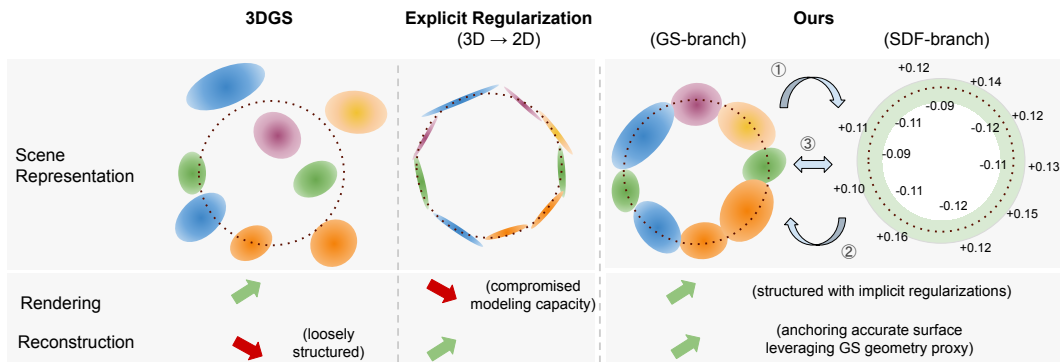 3DGS
Explicit Regularization
(3D → 2D)
Ours
(GS-branch)
(SDF-branch)
Scene
Representation
①
③
②
+0.12
+0.14
+0.12
+0.13
+0.15
+0.12
+0.16
+0.10
+0.11
-0.09
-0.12
-0.11
-0.12
-0.11
-0.09
-0.11
Rendering
(compromised
modeling capacity)
(structured with implicit regularizations)
Reconstruction
(loosely
structured)
(anchoring accurate surface
leveraging GS geometry proxy)